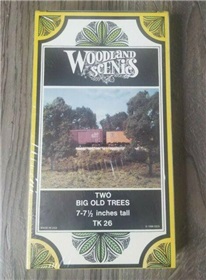 WOODLAND
SCENICS
TWO
BIG OLD TREES
7-7½ inches tall
TK 26